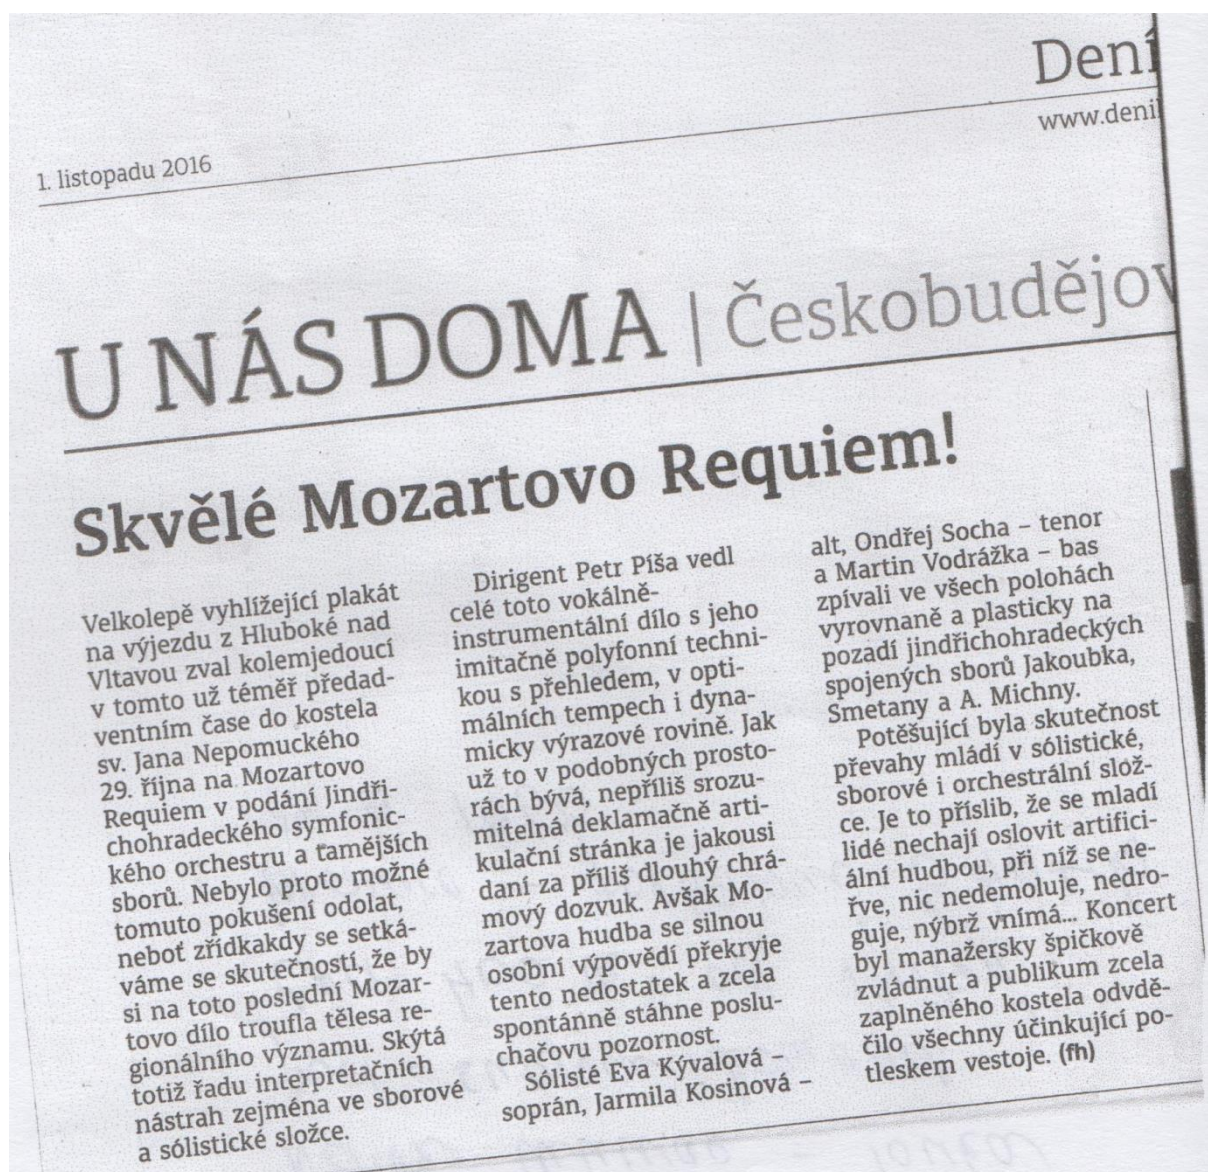 Dení
www.deni
1. listopadu 2016
U NÁS DOMA | Českobudějov
Skvělé Mozartovo Requiem!
Velkolepě vyhlížející plakát
na výjezdu z Hluboké nad
Vltavou zval kolemjedoucí
v tomto už téměř předad-
ventním čase do kostela
sv. Jana Nepomuckého
29. října na Mozartovo
Requiem v podání Jindři-
chohradeckého symfonic-
kého orchestru a tamějších
sborů. Nebylo proto možné
tomuto pokušení odolat,
neboť zřídkakdy se setká-
váme se skutečností, že by
si na toto poslední Mozar-
tovo dílo troufla tělesa re-
gionálního významu. Skýtá
totiž řadu interpretačních
nástrah zejména ve sborové
a sólistické složce.
Dirigent Petr Píša vedl
celé toto vokálně-
instrumentální dílo s jeho
imitačně polyfonní techni-
kou s přehledem, v opti-
málních tempech i dyna-
micky výrazové rovině. Jak
už to v podobných prosto-
rách bývá, nepříliš srozu-
mitelná deklamačně arti-
kulační stránka je jakousi
daní za příliš dlouhý chrá-
mový dozvuk. Avšak Mo-
zartova hudba se silnou
osobní výpovědí překryje
tento nedostatek a zcela
spontánně stáhne poslu-
chačovu pozornost.
Sólisté Eva Kývalová –
soprán, Jarmila Kosinová –
alt, Ondřej Socha – tenor
a Martin Vodrážka – bas
zpívali ve všech polohách
vyrovnaně a plasticky na
pozadí jindřichohradeckých
spojených sborů Jakoubka,
Smetany a A. Michny.
Potěšující byla skutečnost
převahy mládí v sólistické,
sborové i orchestrální slož-
ce. Je to příslib, že se mladí
lidé nechají oslovit artifici-
ální hudbou, při níž se ne-
řve, nic nedemoluje, nedro-
guje, nýbrž vnímá... Koncert
byl manažersky špičkově
zvládnut a publikum zcela
zaplněného kostela odvdě-
čilo všechny účinkující po-
tleskem vestoje. (fh)